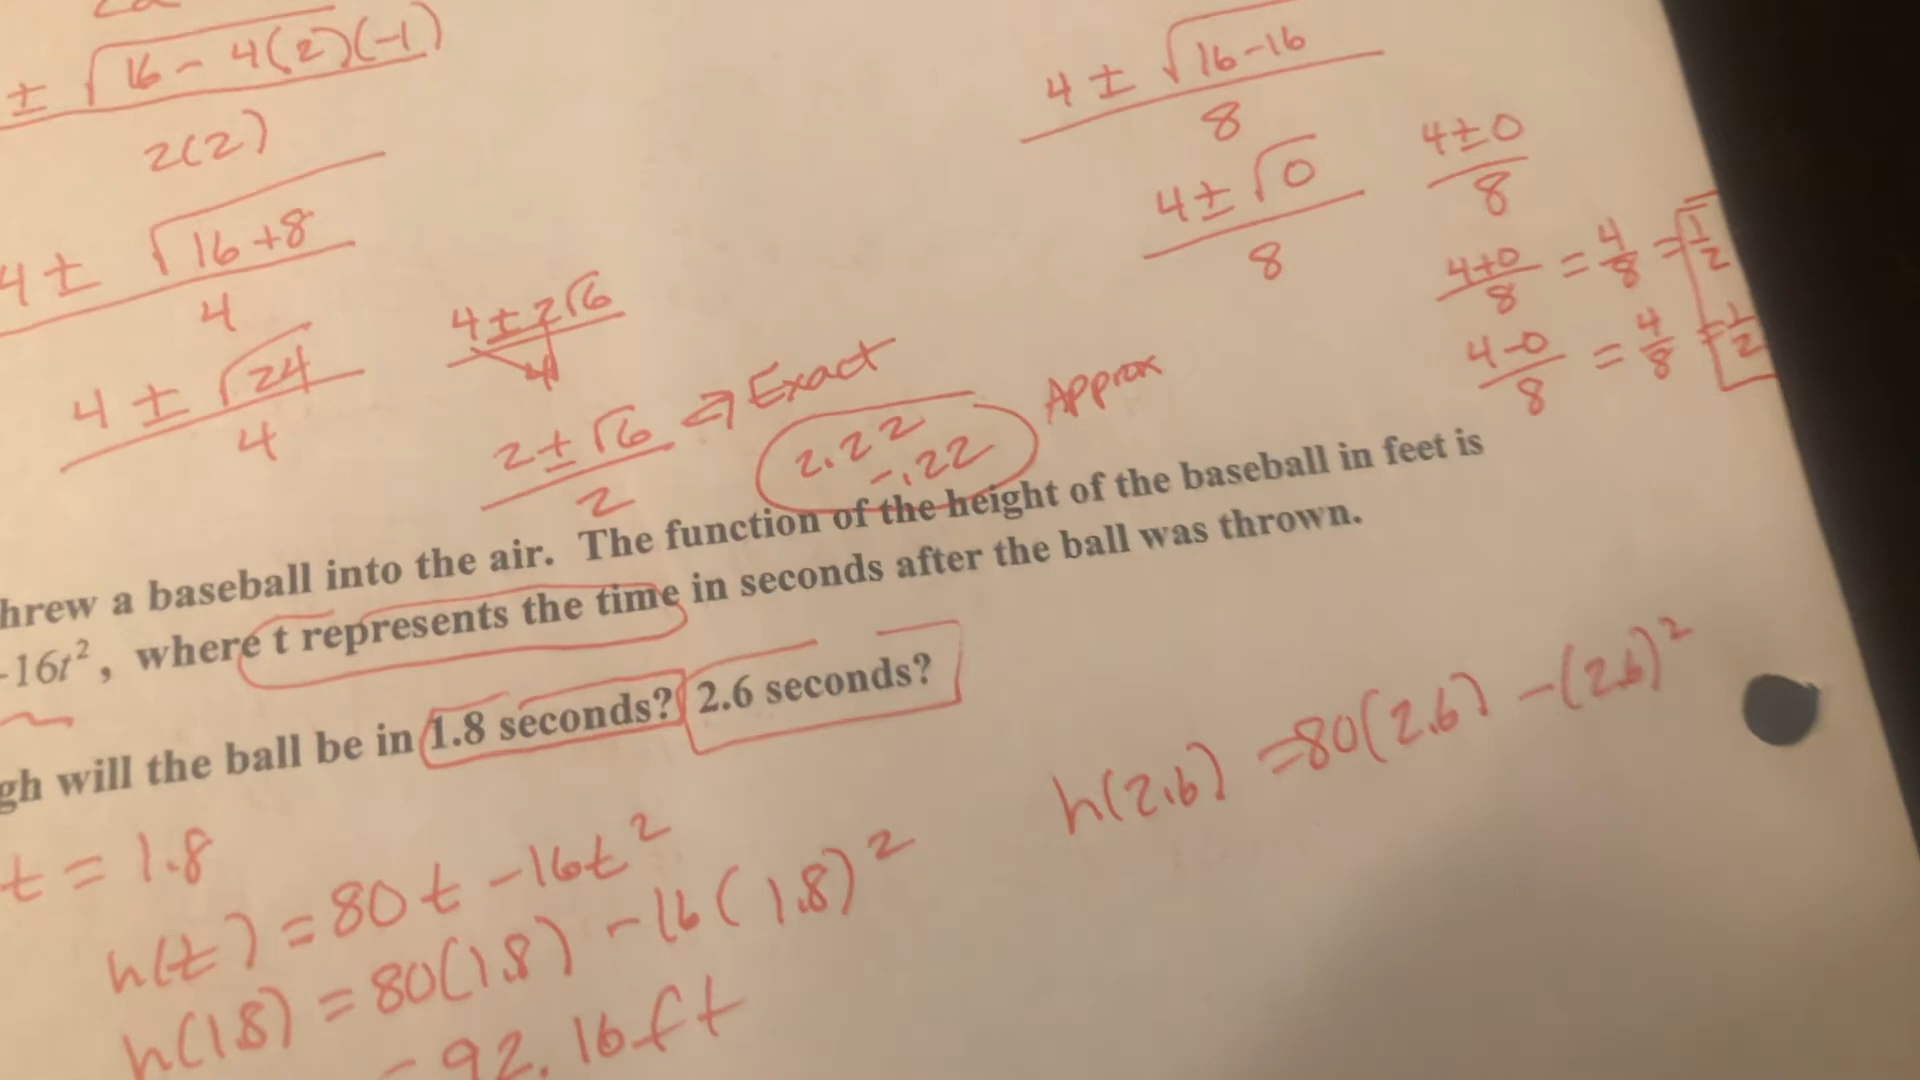 ± √16 - 4(2)(-1)
2(2)
4 ± √16 + 8
4
4 ± √24
4
4 ± 2√6
4
2 ± √6 ⇒ Exact
2
2.22
-.22
Approx
4 ± √16 - 16
8
4 ± √0
8
4 ± 0
8
4+0 = 4 = 1
8 8 2
4-0 = 4 = 1
8 8 2
hrew a baseball into the air. The function of the height of the baseball in feet is
-16t², where t represents the time in seconds after the ball was thrown.
gh will the ball be in 1.8 seconds? 2.6 seconds?
t = 1.8
h(t) = 80t - 16t²
h(1.8) = 80(1.8) - 16(1.8)²
92.16 ft
h(2.6) = 80(2.6) - (2.6)²